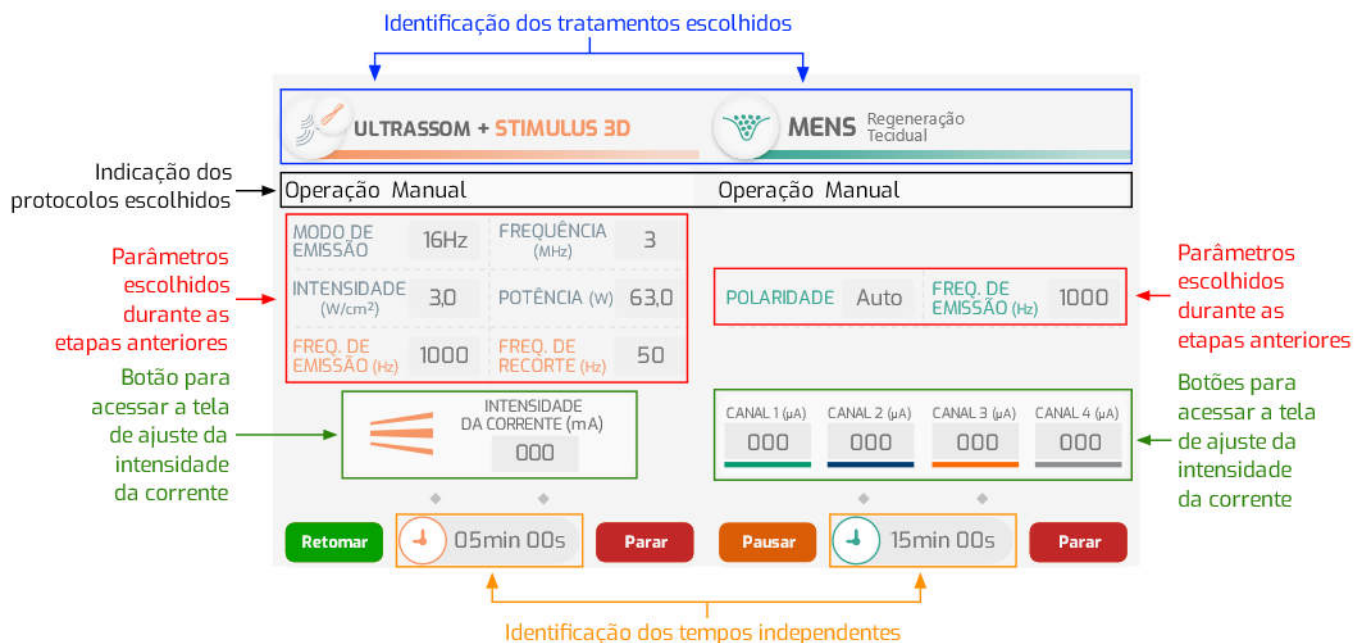 Identificação dos tratamentos escolhidos
ULTRASSOM + STIMULUS 3D
MENS Regeneração
Tecidual
Indicação dos
protocolos escolhidos
Operação Manual
Operação Manual
Parâmetros
escolhidos
durante as
etapas anteriores
MODO DE
EMISSÃO
16Hz
FREQUÊNCIA
(MHz)
3
INTENSIDADE
(W/cm²)
3,0
POTÊNCIA (W)
63,0
FREQ. DE
EMISSÃO (Hz)
1000
FREQ. DE
RECORTE (Hz)
50
POLARIDADE
Auto
FREQ. DE
EMISSÃO (Hz)
1000
Parâmetros
escolhidos
durante as
etapas anteriores
Botão para
acessar a tela
de ajuste da
intensidade
da corrente
INTENSIDADE
DA CORRENTE (mA)
000
CANAL 1 (μA)
000
CANAL 2 (μA)
000
CANAL 3 (μA)
000
CANAL 4 (μA)
000
Botões para
acessar a tela
de ajuste da
intensidade
da corrente
Retomar
05min 00s
Parar
Pausar
15min 00s
Parar
Identificação dos tempos independentes